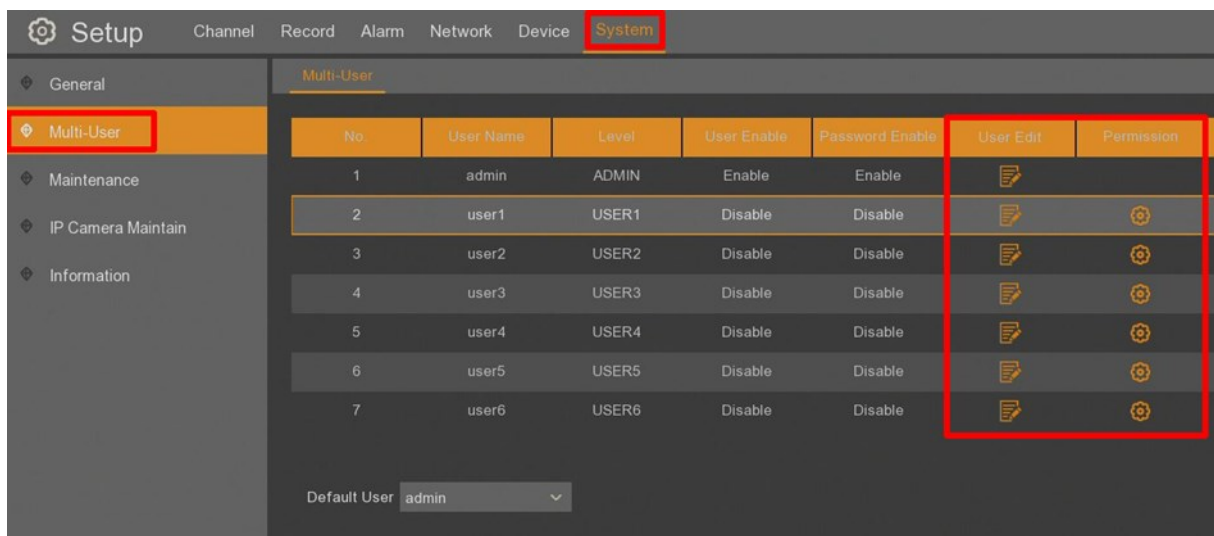 Setup Channel Record Alarm Network Device System
General
Multi-User
Maintenance
IP Camera Maintain
Information
Multi-User
No. User Name Level User Enable Password Enable User Edit Permission
1 admin ADMIN Enable Enable
2 user1 USER1 Disable Disable
3 user2 USER2 Disable Disable
4 user3 USER3 Disable Disable
5 user4 USER4 Disable Disable
6 user5 USER5 Disable Disable
7 user6 USER6 Disable Disable
Default User admin